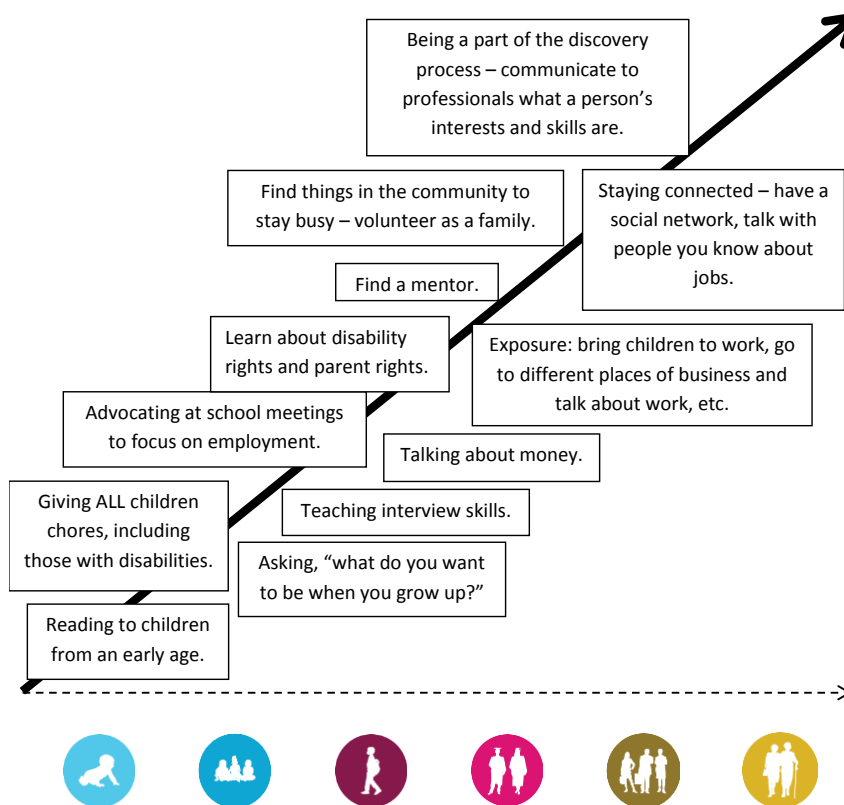 Being a part of the discovery
process – communicate to
professionals what a person’s
interests and skills are.
Find things in the community to
stay busy – volunteer as a family.
Staying connected – have a
social network, talk with
people you know about
jobs.
Find a mentor.
Learn about disability
rights and parent rights.
Exposure: bring children to work, go
to different places of business and
talk about work, etc.
Advocating at school meetings
to focus on employment.
Talking about money.
Giving ALL children
chores, including
those with disabilities.
Teaching interview skills.
Asking, “what do you want
to be when you grow up?”
Reading to children
from an early age.